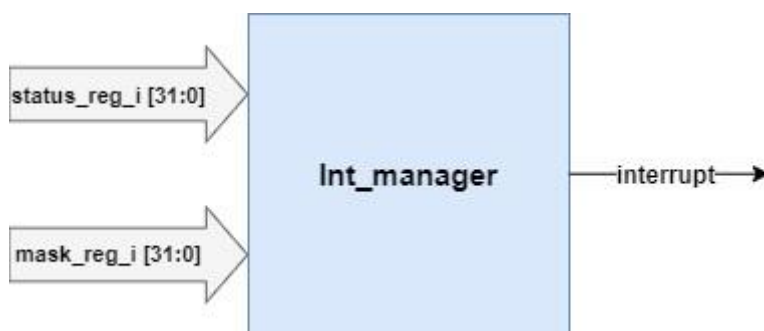 status_reg_i [31:0]
Int_manager
interrupt
mask_reg_i [31:0]